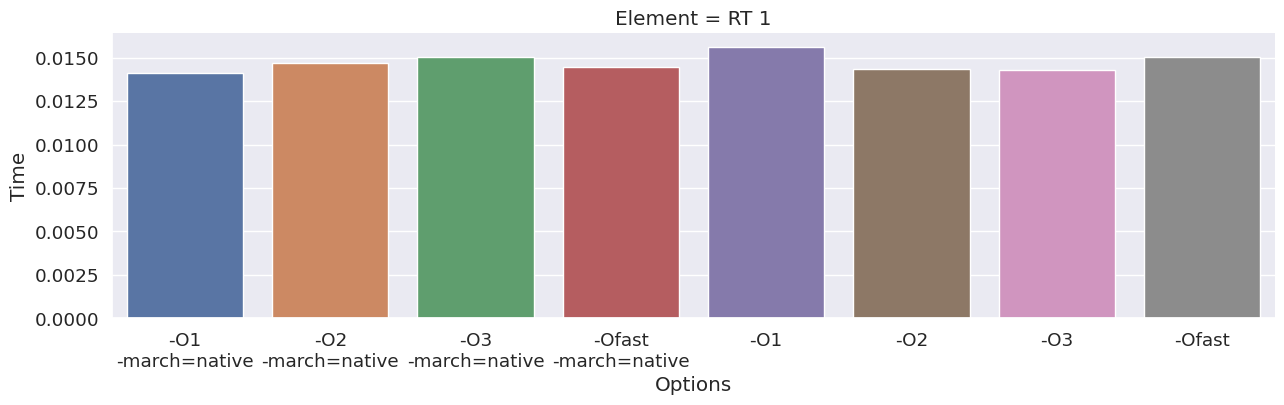 Element = RT 1
Time
0.0150
0.0125
0.0100
0.0075
0.0050
0.0025
0.0000
-O1 -O2 -O3 -Ofast -O1 -O2 -O3 -Ofast
-march=native -march=native -march=native -march=native
Options